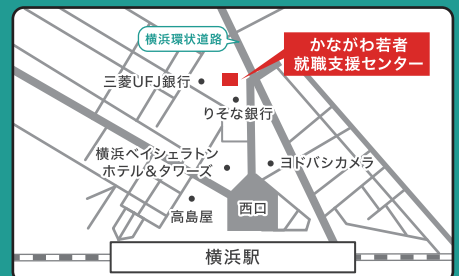 横浜環状道路
かながわ若者
就職支援センター
三菱UFJ銀行
りそな銀行
横浜ベイシェラトン
ホテル&タワーズ
ヨドバシカメラ
高島屋
西口
横浜駅